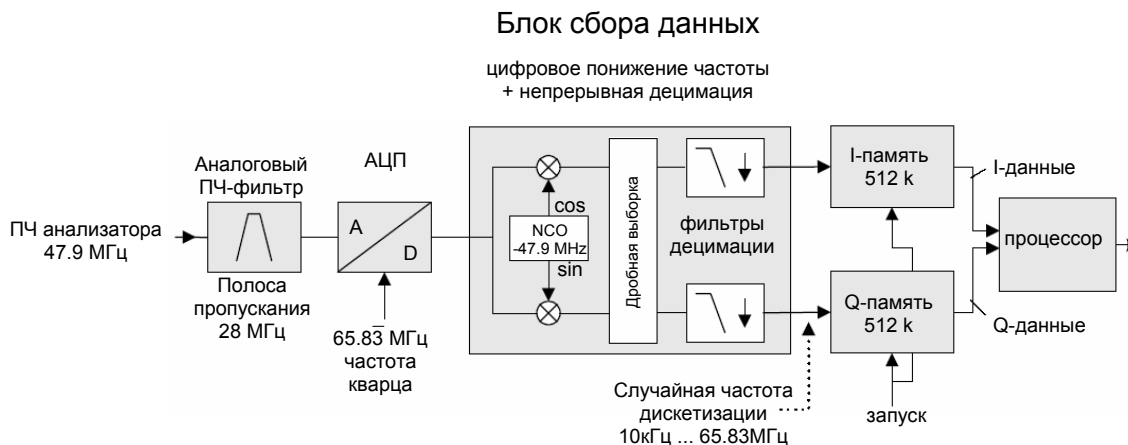 Блок сбора данных
цифровое понижение частоты
+ непрерывная децимация
Аналоговый
ПЧ-фильтр
АЦП
ПЧ анализатора
47.9 МГц
A
D
Полоса
пропускания
28 МГц
65.83̅ МГц
частота
кварца
cos
NCO
-47.9 MHz
sin
Дробная выборка
фильтры
децимации
I-память
512 k
I-данные
процессор
Q-память
512 k
Q-данные
Случайная частота
дискетизации
10кГц ... 65.83МГц
запуск